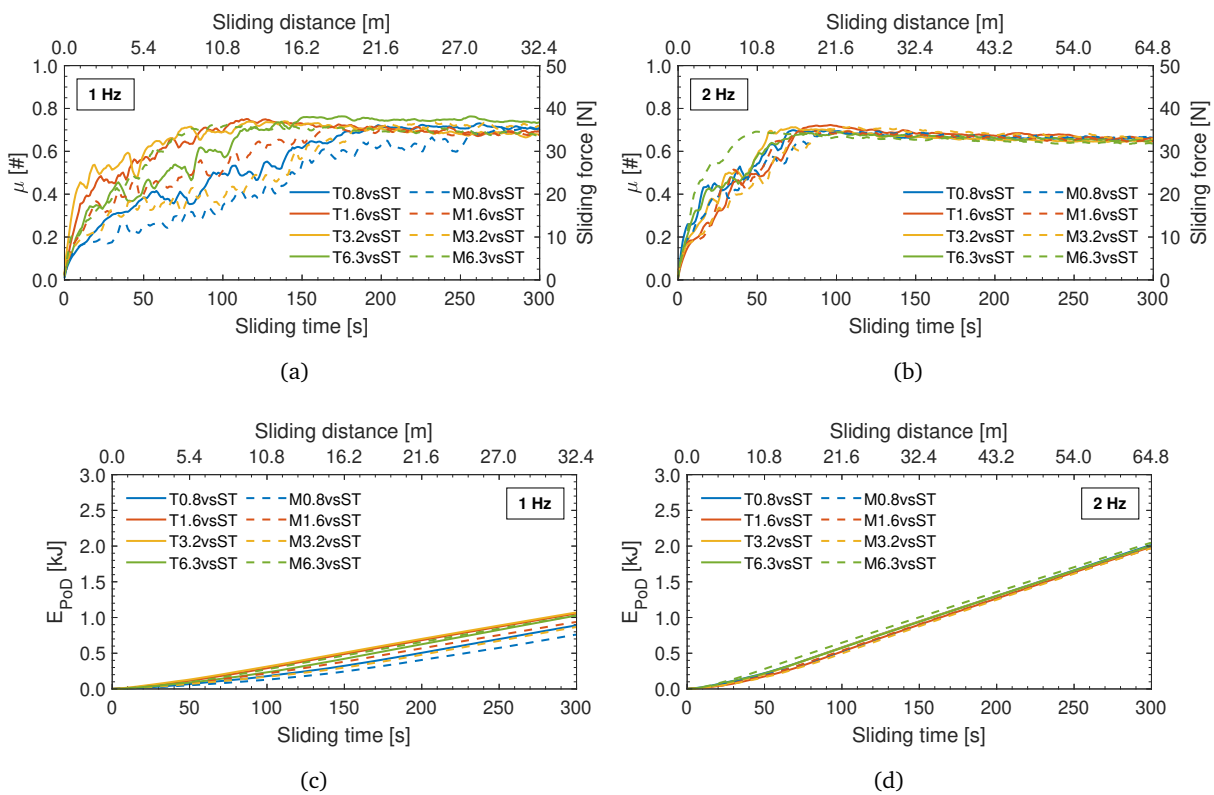 Sliding distance [m]
0.0 5.4 10.8 16.2 21.6 27.0 32.4
1.0 0.8 0.6 0.4 0.2 0.0
μ [#]
1 Hz
50 40 30 20 10 0
Sliding force [N]
T0.8vsST M0.8vsST
T1.6vsST M1.6vsST
T3.2vsST M3.2vsST
T6.3vsST M6.3vsST
0 50 100 150 200 250 300
Sliding time [s]
(a)
Sliding distance [m]
0.0 10.8 21.6 32.4 43.2 54.0 64.8
1.0 0.8 0.6 0.4 0.2 0.0
μ [#]
2 Hz
50 40 30 20 10 0
Sliding force [N]
T0.8vsST M0.8vsST
T1.6vsST M1.6vsST
T3.2vsST M3.2vsST
T6.3vsST M6.3vsST
0 50 100 150 200 250 300
Sliding time [s]
(b)
Sliding distance [m]
0.0 5.4 10.8 16.2 21.6 27.0 32.4
3.0 2.5 2.0 1.5 1.0 0.5 0.0
E_PoD [kJ]
T0.8vsST M0.8vsST
T1.6vsST M1.6vsST
T3.2vsST M3.2vsST
T6.3vsST M6.3vsST
1 Hz
0 50 100 150 200 250 300
Sliding time [s]
(c)
Sliding distance [m]
0.0 10.8 21.6 32.4 43.2 54.0 64.8
3.0 2.5 2.0 1.5 1.0 0.5 0.0
E_PoD [kJ]
T0.8vsST M0.8vsST
T1.6vsST M1.6vsST
T3.2vsST M3.2vsST
T6.3vsST M6.3vsST
2 Hz
0 50 100 150 200 250 300
Sliding time [s]
(d)